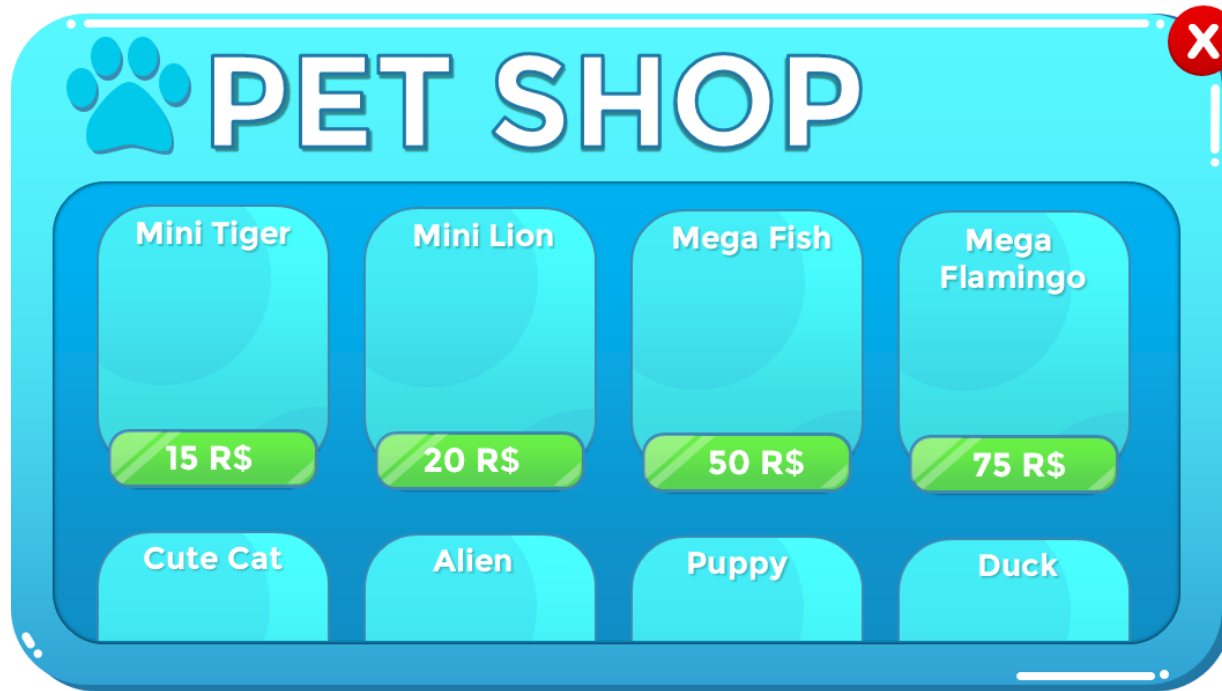 X
PET SHOP
Mini Tiger
Mini Lion
Mega Fish
Mega
Flamingo
15 R$
20 R$
50 R$
75 R$
Cute Cat
Alien
Puppy
Duck